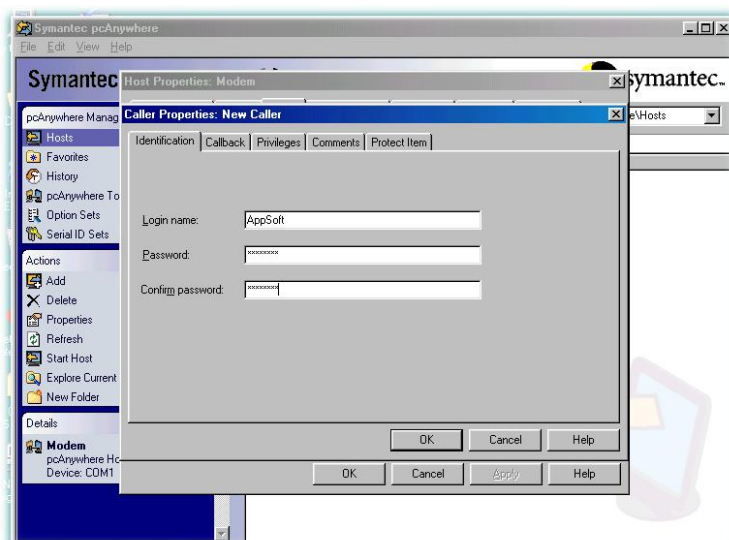 Symantec pcAnywhere
File Edit View Help
Symantec
symantec.
Host Properties: Modem
Caller Properties: New Caller
e\Hosts
pcAnywhere Manag
Hosts
Favorites
History
pcAnywhere To
Option Sets
Serial ID Sets
Actions
Add
Delete
Properties
Refresh
Start Host
Explore Current
New Folder
Details
Modem
pcAnywhere Ho
Device: COM1
Identification Callback Privileges Comments Protect Item
Login name: AppSoft
Password: xxxxxxxx
Confirm password: xxxxxxxx
OK Cancel Help
OK Cancel Apply Help